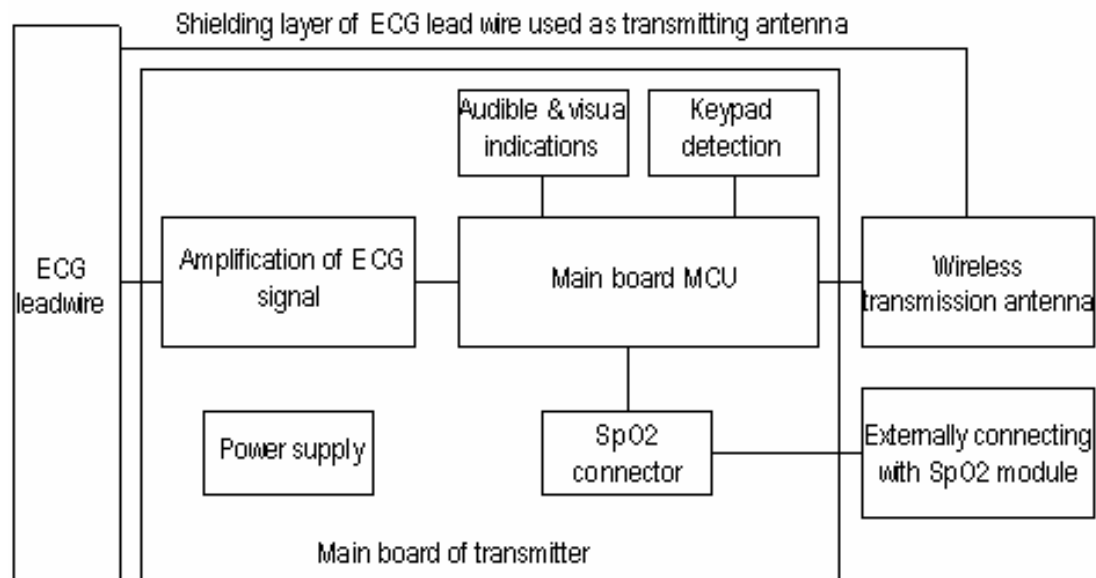 Shielding layer of ECG lead wire used as transmitting antenna
Audible & visua
indications
Keypad
detection
ECG
leadwire
Amplification of ECG
signal
Main board MCU
Wireless
transmission antenna
Power supply
SpO2
connector
Externally connecting
with SpO2 module
Main board of transmitter